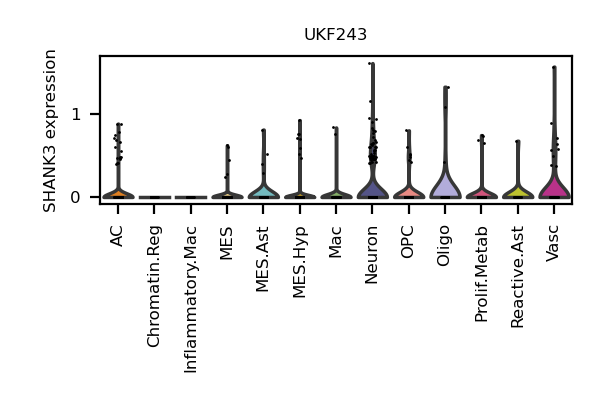 UKF243
SHANK3 expression
1
0
AC
Chromatin.Reg
Inflammatory.Mac
MES
MES.Ast
MES.Hyp
Mac
Neuron
OPC
Oligo
Prolif.Metab
Reactive.Ast
Vasc